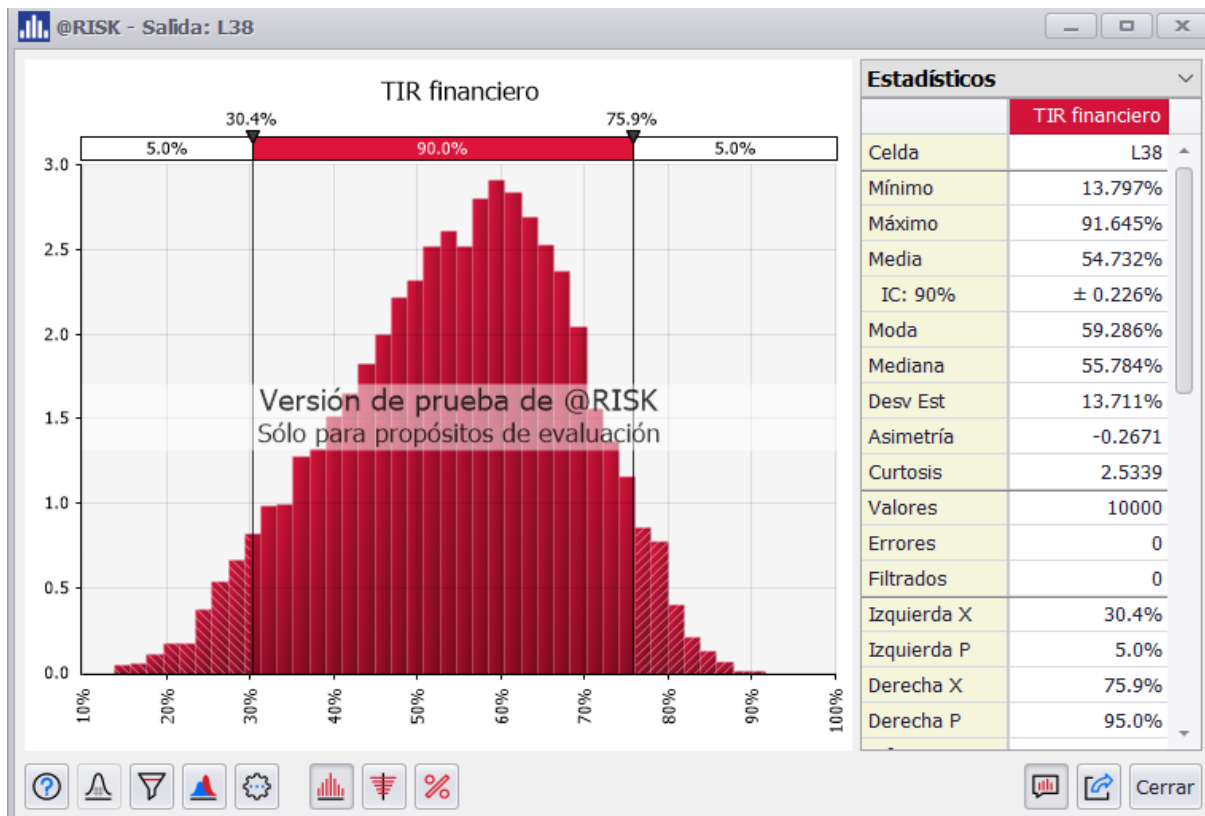 @RISK - Salida: L38
TIR financiero
30.4% 75.9%
5.0% 90.0% 5.0%
3.0
2.5
2.0
1.5
1.0
0.5
0.0
Versión de prueba de @RISK
Sólo para propósitos de evaluación
10% 20% 30% 40% 50% 60% 70% 80% 90% 100%
Estadísticos
TIR financiero
Celda L38
Mínimo 13.797%
Máximo 91.645%
Media 54.732%
IC: 90% ± 0.226%
Moda 59.286%
Mediana 55.784%
Desv Est 13.711%
Asimetría -0.2671
Curtosis 2.5339
Valores 10000
Errores 0
Filtrados 0
Izquierda X 30.4%
Izquierda P 5.0%
Derecha X 75.9%
Derecha P 95.0%
Cerrar